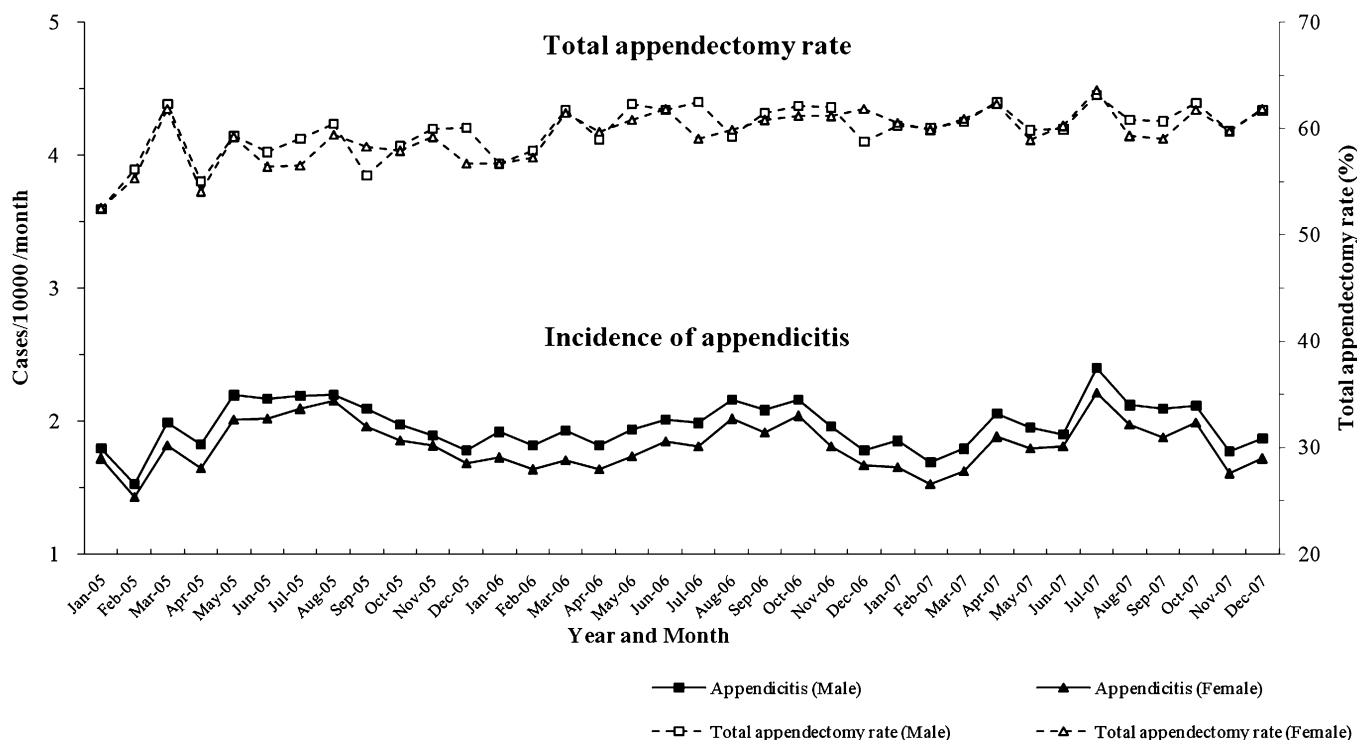 Total appendectomy rate
Incidence of appendicitis
Cases/10000 /month
5
4
3
2
1
Total appendectomy rate (%)
70
60
50
40
30
20
Jan-05
Feb-05
Mar-05
Apr-05
May-05
Jun-05
Jul-05
Aug-05
Sep-05
Oct-05
Nov-05
Dec-05
Jan-06
Feb-06
Mar-06
Apr-06
May-06
Jun-06
Jul-06
Aug-06
Sep-06
Oct-06
Nov-06
Dec-06
Jan-07
Feb-07
Mar-07
Apr-07
May-07
Jun-07
Jul-07
Aug-07
Sep-07
Oct-07
Nov-07
Dec-07
Year and Month
Appendicitis (Male)
Appendicitis (Female)
Total appendectomy rate (Male)
Total appendectomy rate (Female)